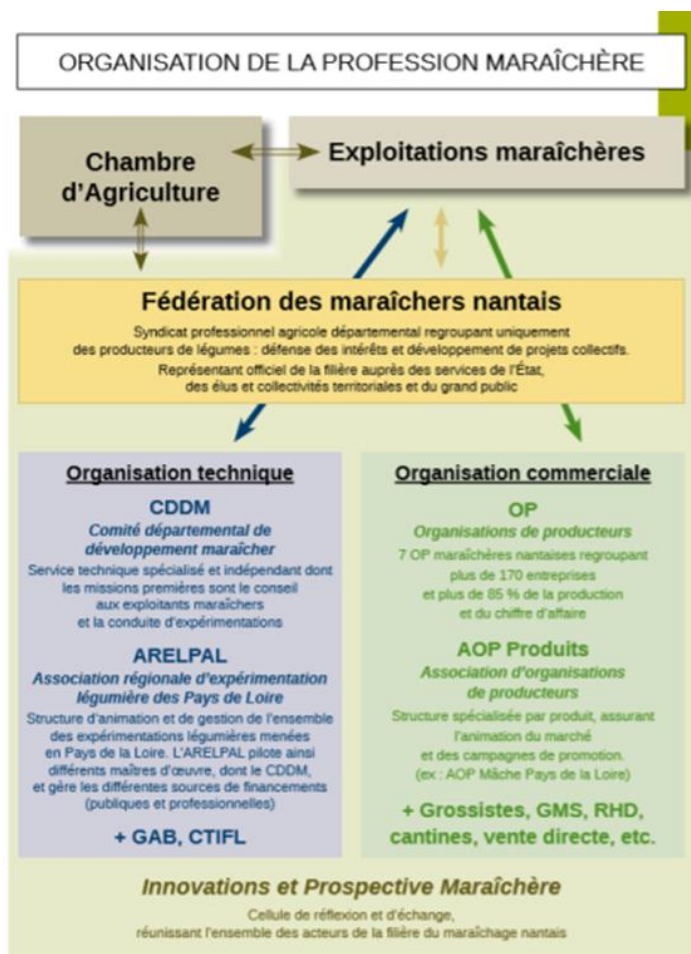 ORGANISATION DE LA PROFESSION MARAÎCHÈRE
Chambre
d'Agriculture
Exploitations maraîchères
Fédération des maraîchers nantais
Syndicat professionnel agricole départemental regroupant uniquement
des producteurs de légumes : défense des intérêts et développement de projets collectifs.
Représentant officiel de la filière auprès des services de l'État,
des élus et collectivités territoriales et du grand public
Organisation technique
CDDM
Comité départemental de
développement maraîcher
Service technique spécialisé et indépendant dont
les missions premières sont le conseil
aux exploitants maraîchers
et la conduite d'expérimentations
ARELPAL
Association régionale d'expérimentation
légumière des Pays de Loire
Structure d'animation et de gestion de l'ensemble
des expérimentations légumières menées
en Pays de la Loire. L'ARELPAL pilote ainsi
différents maîtres d'œuvre, dont le CDDM,
et gère les différentes sources de financements
(publiques et professionnelles)
+ GAB, CTIFL
Organisation commerciale
OP
Organisations de producteurs
7 OP maraîchères nantaises regroupant
plus de 170 entreprises
et plus de 85 % de la production
et du chiffre d'affaire
AOP Produits
Association d'organisations
de producteurs
Structure spécialisée par produit, assurant
l'animation du marché
et des campagnes de promotion.
(ex : AOP Mâche Pays de la Loire)
+ Grossistes, GMS, RHD,
cantines, vente directe, etc.
Innovations et Prospective Maraîchère
Cellule de réflexion et d'échange,
réunissant l'ensemble des acteurs de la filière du maraîchage nantais